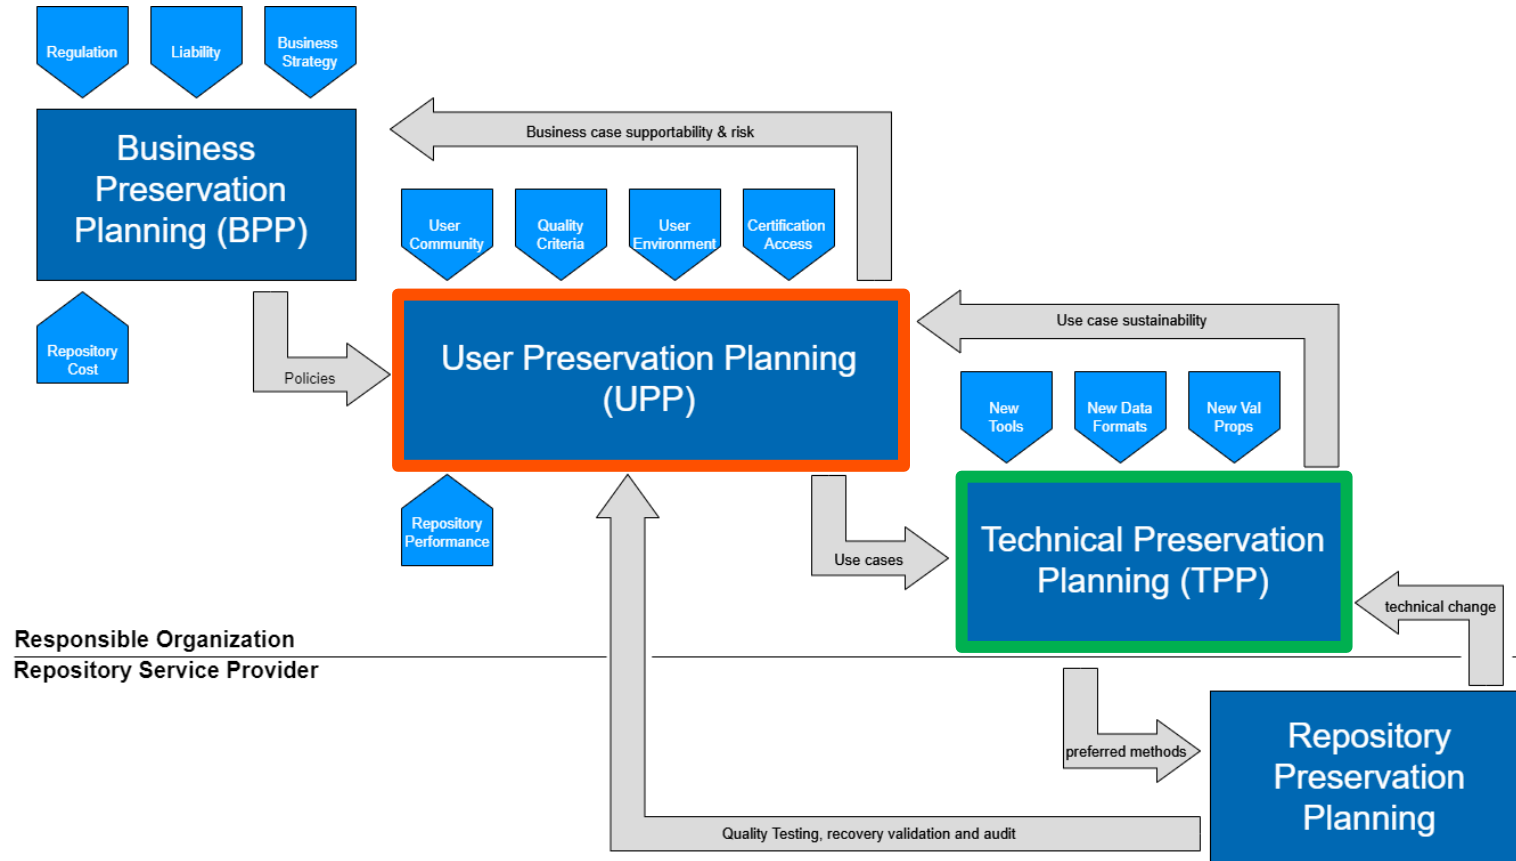 Regulation
Liability
Business
Strategy
Business
Preservation
Planning (BPP)
Business case supportability & risk
User
Community
Quality
Criteria
User
Environment
Certification
Access
Repository
Cost
Policies
User Preservation Planning
(UPP)
Use case sustainability
New
Tools
New Data
Formats
New Val
Props
Repository
Performance
Use cases
Technical Preservation
Planning (TPP)
technical change
Responsible Organization
Repository Service Provider
preferred methods
Repository
Preservation
Planning
Quality Testing, recovery validation and audit